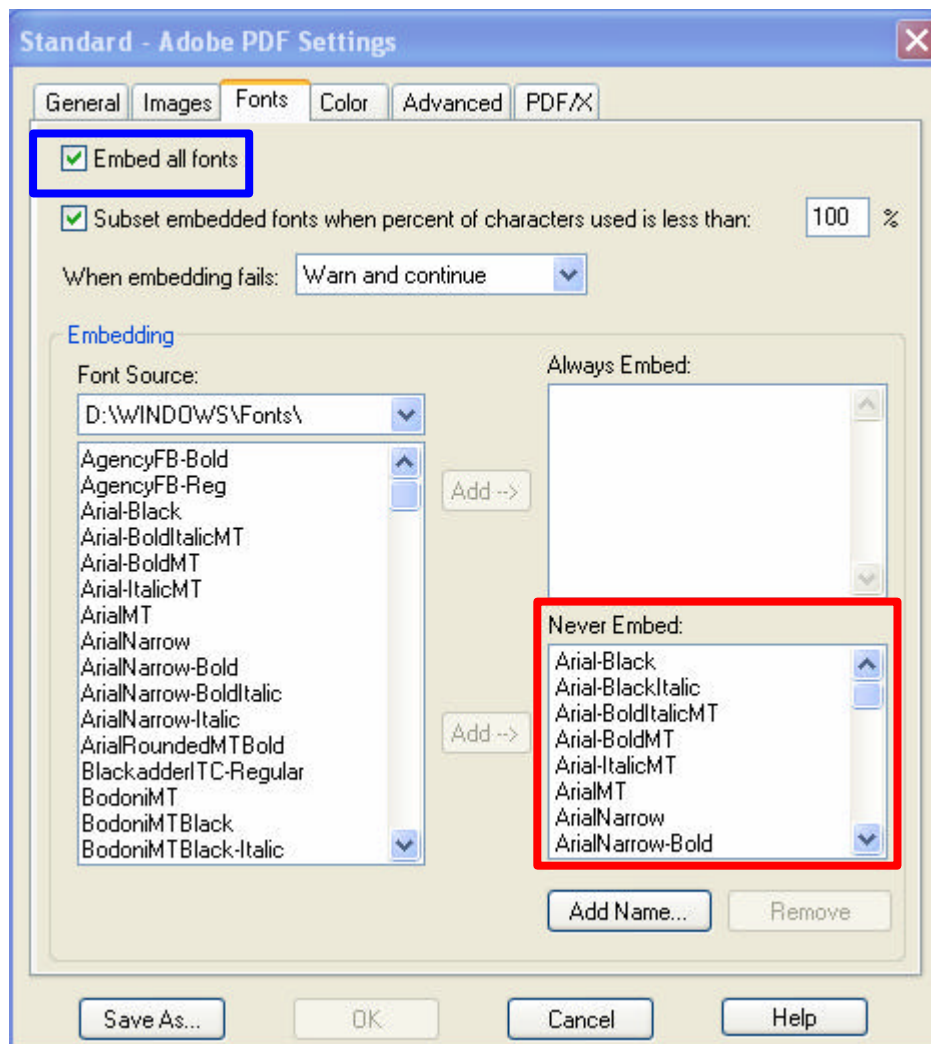 Standard - Adobe PDF Settings
General Images Fonts Color Advanced PDF/X
Embed all fonts
Subset embedded fonts when percent of characters used is less than: 100 %
When embedding fails: Warn and continue
Embedding
Font Source:
D:\WINDOWS\Fonts\
AgencyFB-Bold
AgencyFB-Reg
Arial-Black
Arial-BoldItalicMT
Arial-BoldMT
Arial-ItalicMT
ArialMT
ArialNarrow
ArialNarrow-Bold
ArialNarrow-BoldItalic
ArialNarrow-Italic
ArialRoundedMTBold
BlackadderITC-Regular
BodoniMT
BodoniMTBlack
BodoniMTBlack-Italic
Add -->
Add -->
Always Embed:
Never Embed:
Arial-Black
Arial-BlackItalic
Arial-BoldItalicMT
Arial-BoldMT
Arial-ItalicMT
ArialMT
ArialNarrow
ArialNarrow-Bold
Add Name... Remove
Save As... OK Cancel Help